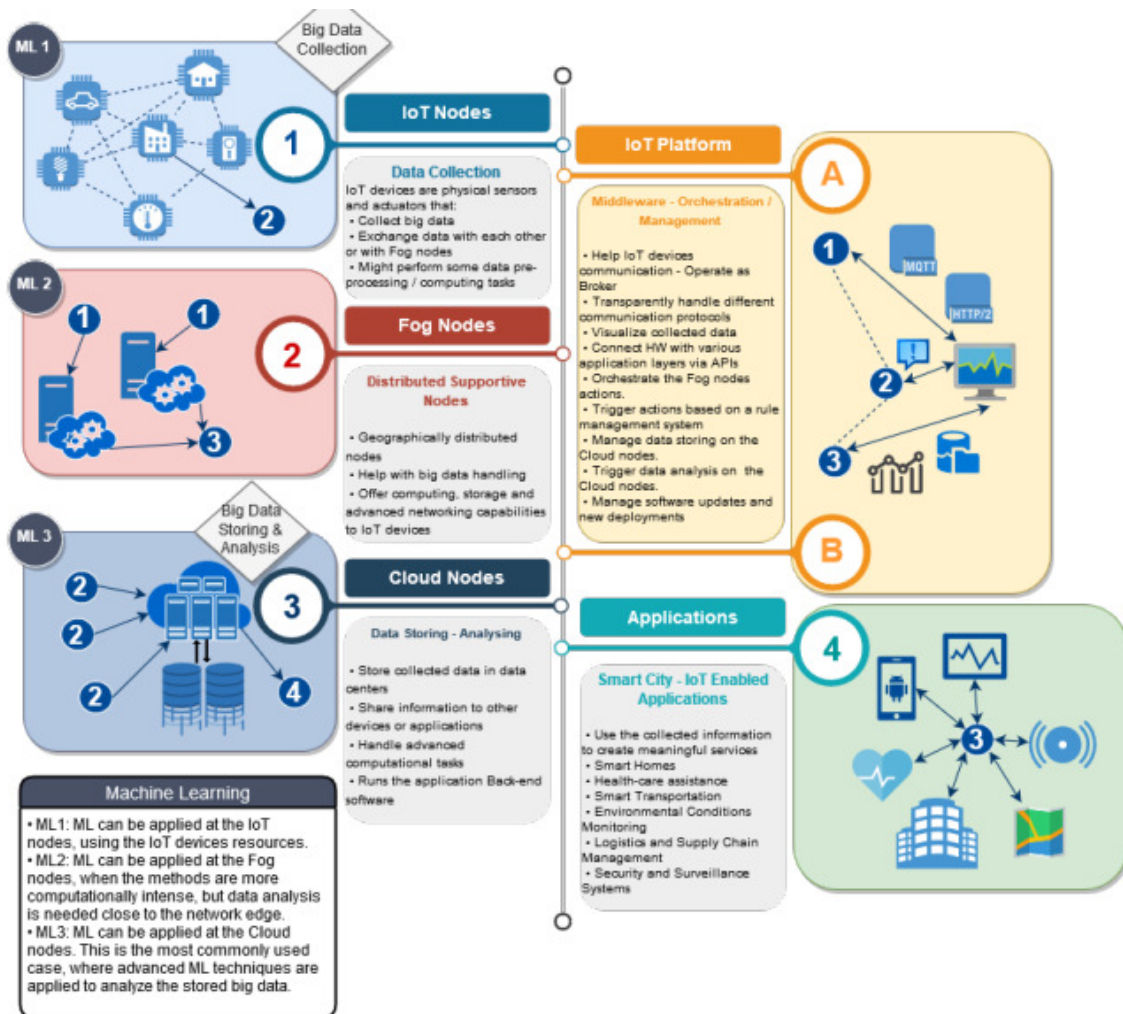 ML 1
Big Data
Collection
1
2
IoT Nodes
Data Collection
IoT devices are physical sensors
and actuators that:
• Collect big data
• Exchange data with each other
or with Fog nodes
• Might perform some data pre-
processing / computing tasks
ML 2
1
1
3
2
Fog Nodes
Distributed Supportive
Nodes
• Geographically distributed
nodes
• Help with big data handling
• Offer computing, storage and
advanced networking capabilities
to IoT devices
ML 3
Big Data
Storing &
Analysis
2
2
2
4
3
Cloud Nodes
Data Storing - Analysing
• Store collected data in data
centers
• Share information to other
devices or applications
• Handle advanced
computational tasks
• Runs the application Back-end
software
Machine Learning
• ML1: ML can be applied at the IoT
nodes, using the IoT devices resources.
• ML2: ML can be applied at the Fog
nodes, when the methods are more
computationally intense, but data analysis
is needed close to the network edge.
• ML3: ML can be applied at the Cloud
nodes. This is the most commonly used
case, where advanced ML techniques are
applied to analyze the stored big data.
IoT Platform
A
Middleware - Orchestration /
Management
• Help IoT devices
communication - Operate as
Broker
• Transparently handle different
communication protocols
• Visualize collected data
• Connect HW with various
application layers via APIs
• Orchestrate the Fog nodes
actions.
• Trigger actions based on a rule
management system
• Manage data storing on the
Cloud nodes.
• Trigger data analysis on the
Cloud nodes.
• Manage software updates and
new deployments
1
MQTT
HTTP/2
2
3
B
Applications
4
Smart City - IoT Enabled
Applications
• Use the collected information
to create meaningful services
• Smart Homes
• Health-care assistance
• Smart Transportation
• Environmental Conditions
Monitoring
• Logistics and Supply Chain
Management
• Security and Surveillance
Systems
3